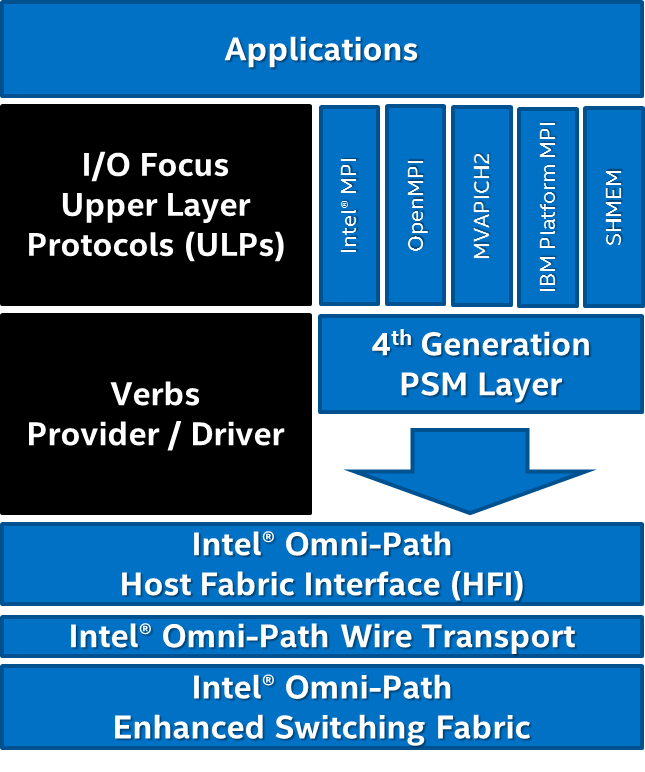 Applications
I/O Focus
Upper Layer
Protocols (ULPs)
Intel® MPI
OpenMPI
MVAPICH2
IBM Platform MPI
SHMEM
4th Generation
PSM Layer
Verbs
Provider / Driver
Intel® Omni-Path
Host Fabric Interface (HFI)
Intel® Omni-Path Wire Transport
Intel® Omni-Path
Enhanced Switching Fabric